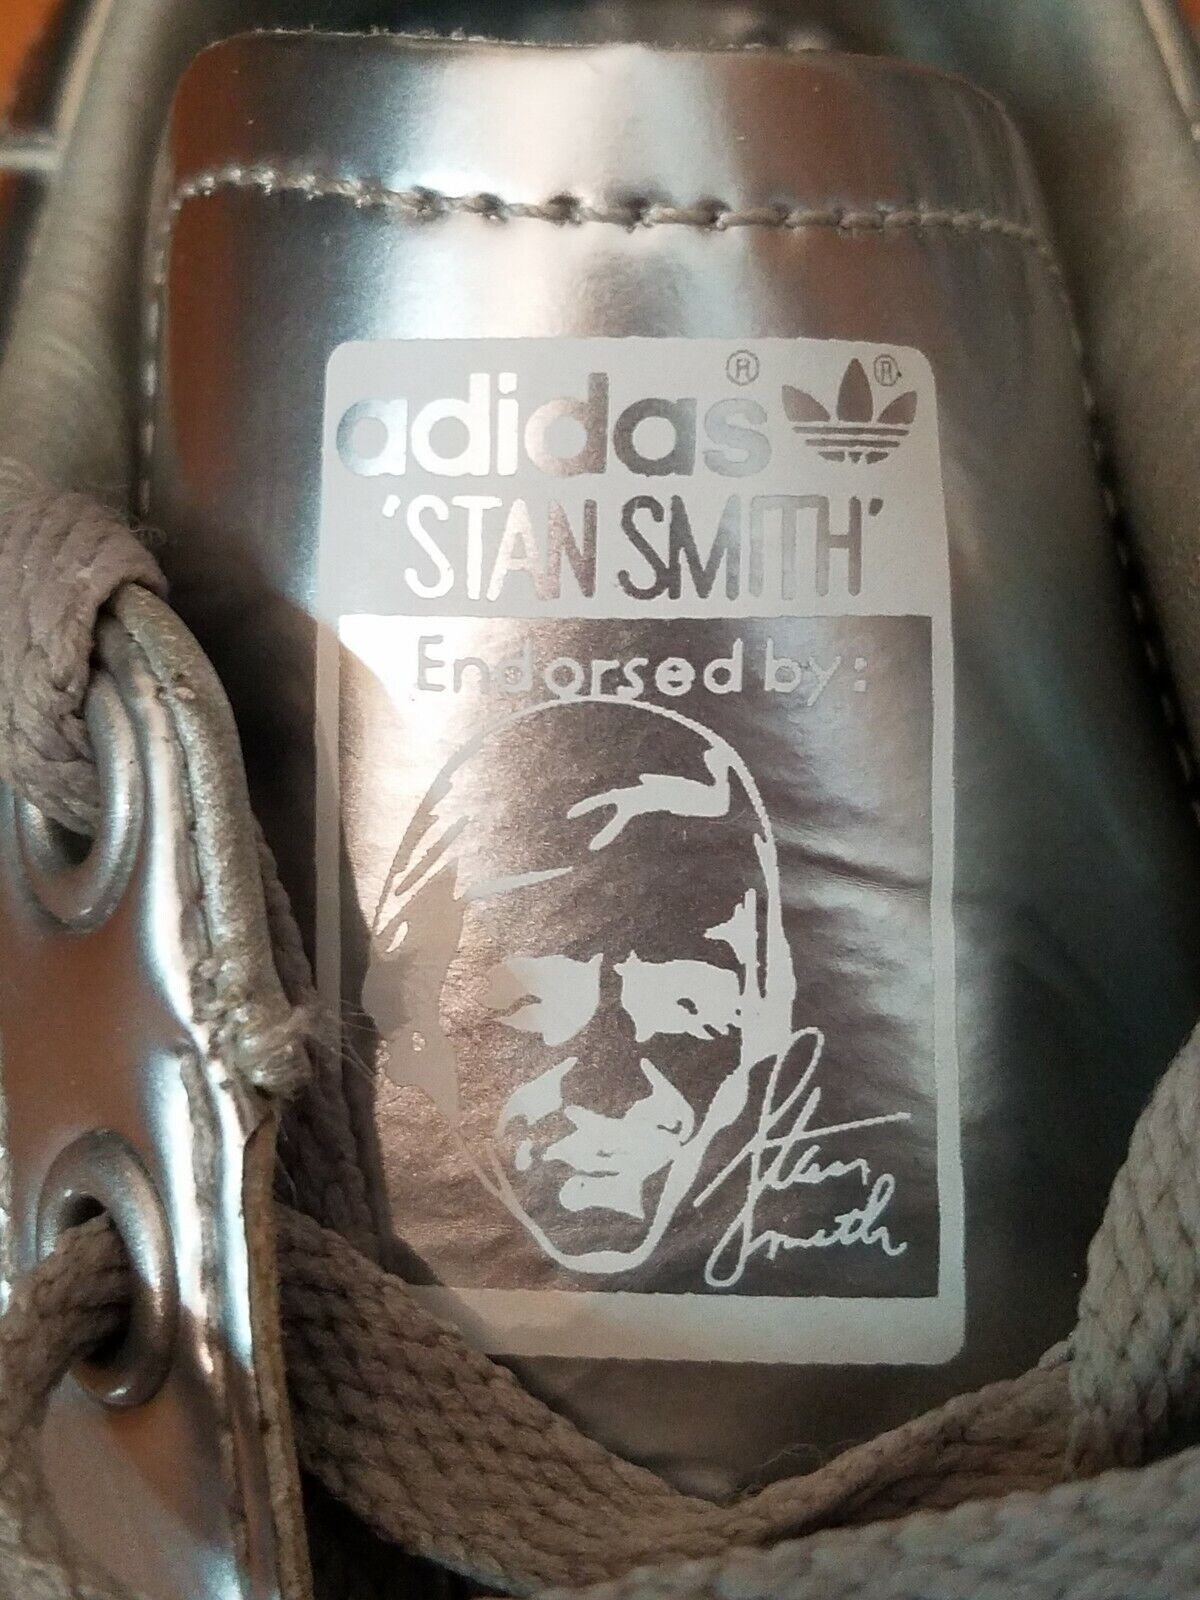 adidas® ®
'STAN SMITH'
Endorsed by:
Stan
Smith